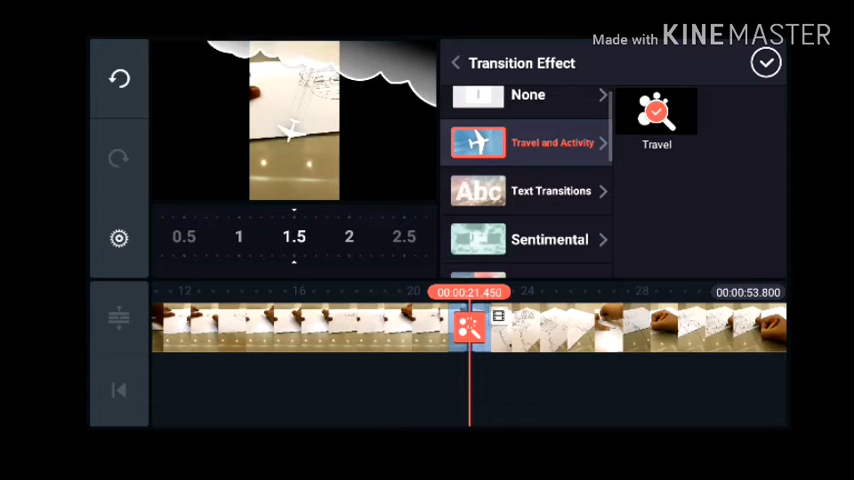 Made with KINEMASTER
Transition Effect
None
Travel and Activity
Travel
Abc
Text Transitions
0.5 1 1.5 2 2.5
Sentimental
12 16 20 00:00:21.450 24 28 00:00:53.800